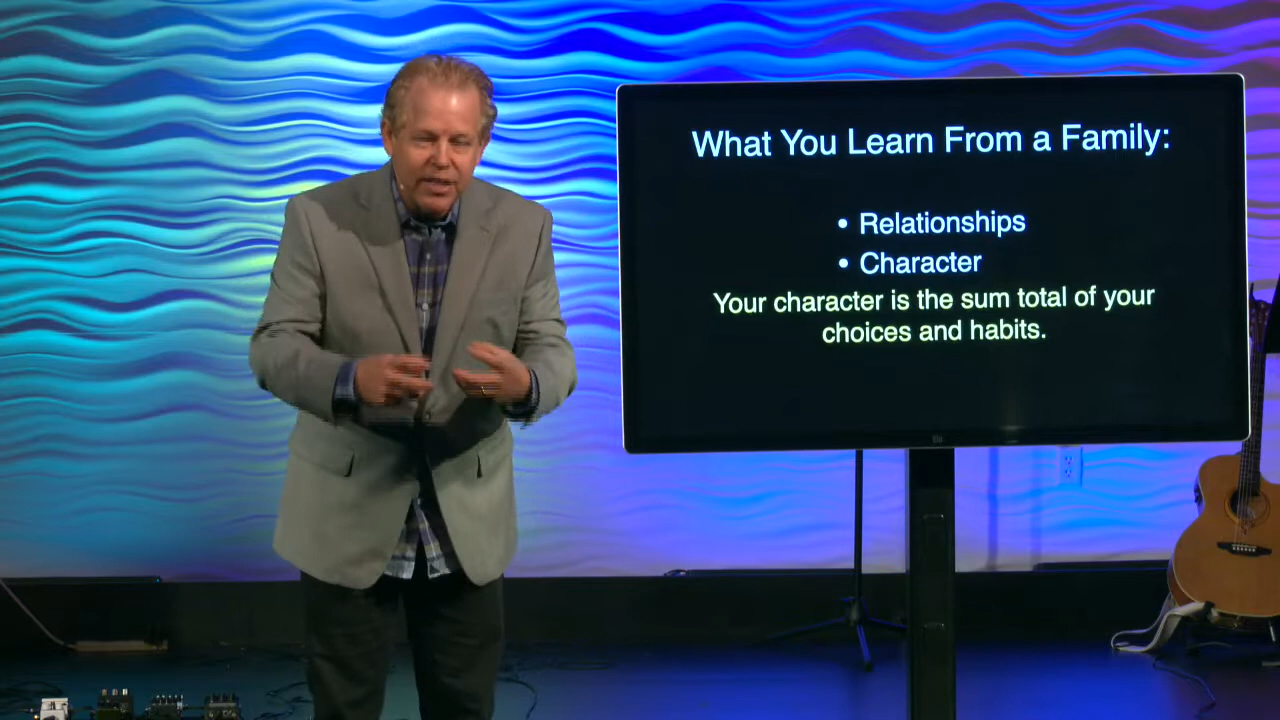 What You Learn From a Family:
• Relationships
• Character
Your character is the sum total of your
choices and habits.